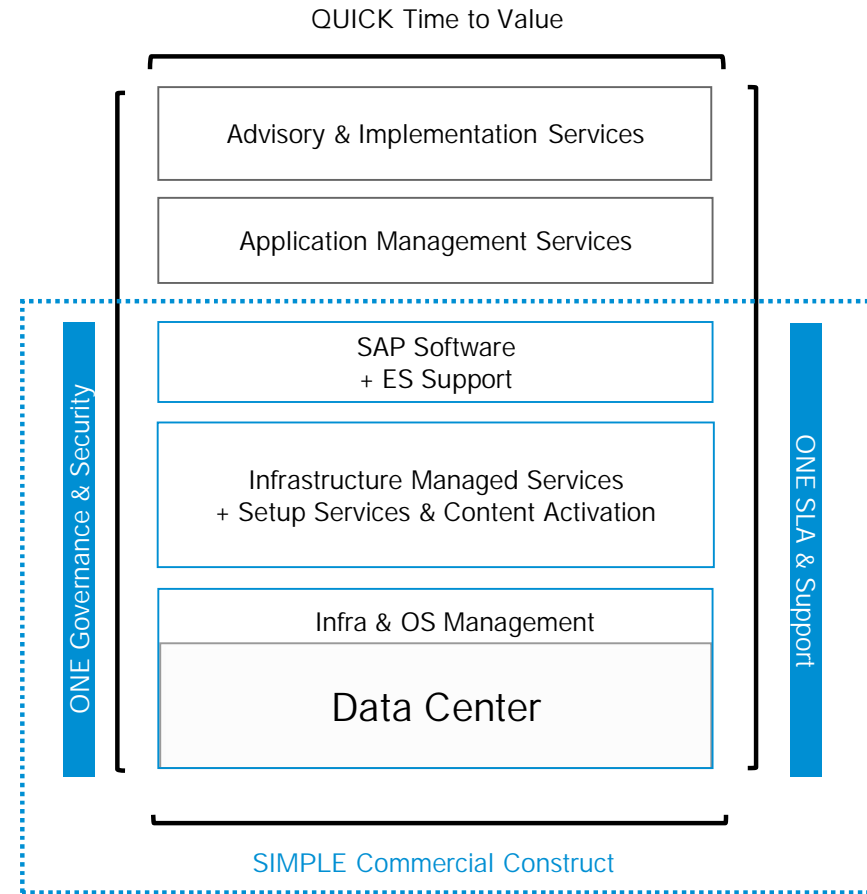 QUICK Time to Value
Advisory & Implementation Services
Application Management Services
SAP Software
+ ES Support
ONE Governance & Security
Infrastructure Managed Services
+ Setup Services & Content Activation
ONE SLA & Support
Infra & OS Management
Data Center
SIMPLE Commercial Construct